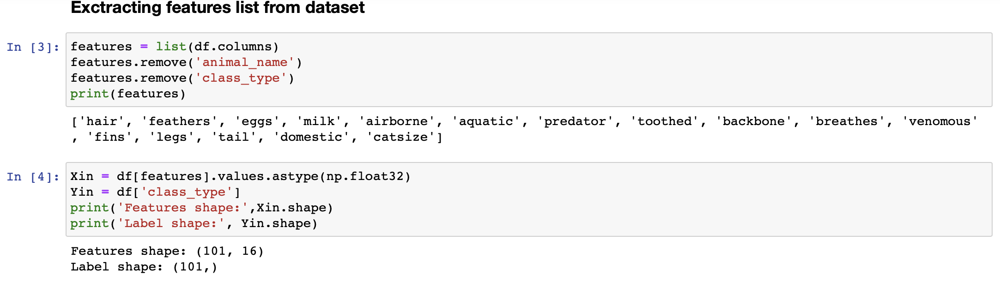 Exctracting features list from dataset
In [3]: features = list(df.columns)
features.remove('animal_name')
features.remove('class_type')
print(features)
['hair', 'feathers', 'eggs', 'milk', 'airborne', 'aquatic', 'predator', 'toothed', 'backbone', 'breathes', 'venomous'
, 'fins', 'legs', 'tail', 'domestic', 'catsize']
In [4]: Xin = df[features].values.astype(np.float32)
Yin = df['class_type']
print('Features shape:',Xin.shape)
print('Label shape:', Yin.shape)
Features shape: (101, 16)
Label shape: (101,)